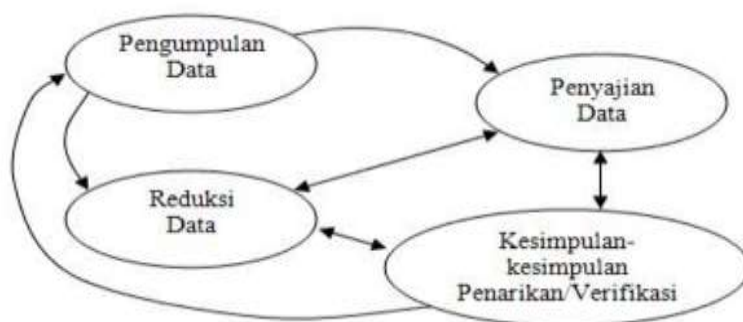 Pengumpulan
Data
Penyajian
Data
Reduksi
Data
Kesimpulan-
kesimpulan
Penarikan/Verifikasi